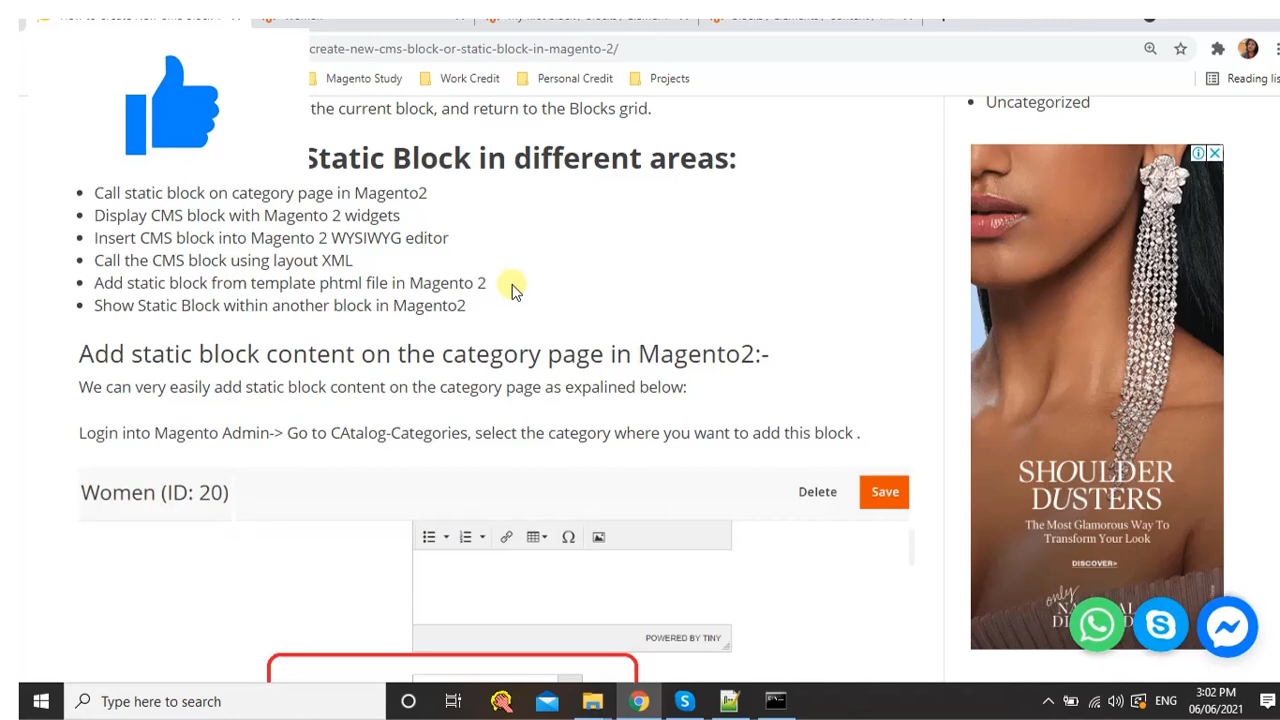 create-new-cms-block-or-static-block-in-magento-2/
Magento Study
Work Credit
Personal Credit
Projects
Reading lis
the current block, and return to the Blocks grid.
Uncategorized
Static Block in different areas:
Call static block on category page in Magento2
Display CMS block with Magento 2 widgets
Insert CMS block into Magento 2 WYSIWYG editor
Call the CMS block using layout XML
Add static block from template phtml file in Magento 2
Show Static Block within another block in Magento2
Add static block content on the category page in Magento2:-
We can very easily add static block content on the category page as expalined below:
Login into Magento Admin-> Go to CAtalog-Categories, select the category where you want to add this block .
Women (ID: 20)
Delete
Save
POWERED BY TINY
SHOULDER
DUSTERS
The Most Glamorous Way To
Transform Your Look
DISCOVER>
only
Type here to search
ENG
3:02 PM
06/06/2021